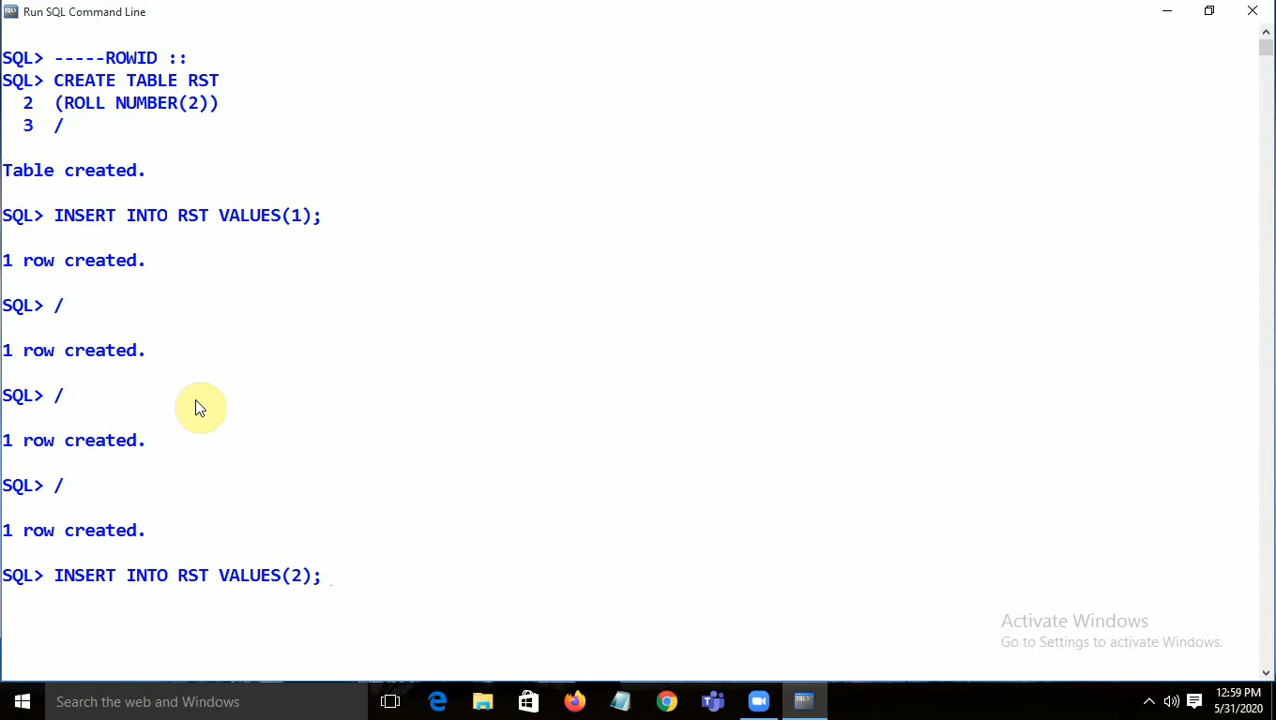 Run SQL Command Line
SQL> -----ROWID ::
SQL> CREATE TABLE RST
2 (ROLL NUMBER(2))
3 /
Table created.
SQL> INSERT INTO RST VALUES(1);
1 row created.
SQL> /
1 row created.
SQL> /
1 row created.
SQL> /
1 row created.
SQL> INSERT INTO RST VALUES(2);
Activate Windows
Go to Settings to activate Windows.
Search the web and Windows
12:59 PM
5/31/2020